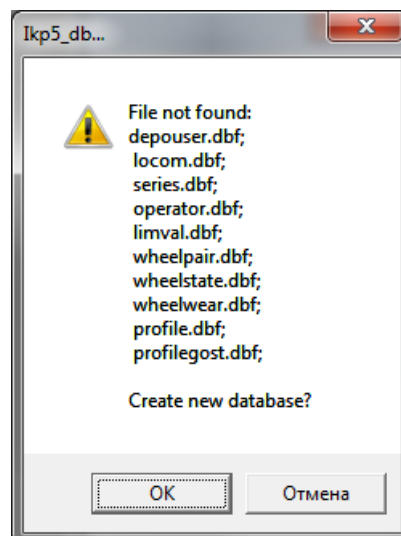 Ikp5_db...
File not found:
depouser.dbf;
locom.dbf;
series.dbf;
operator.dbf;
limval.dbf;
wheelpair.dbf;
wheelstate.dbf;
wheelwear.dbf;
profile.dbf;
profilegost.dbf;
Create new database?
OK
Отмена